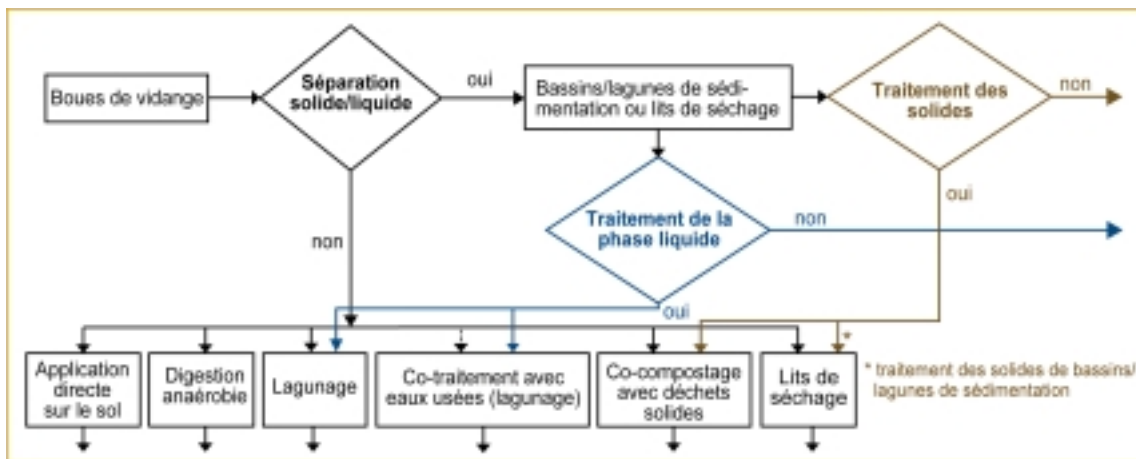 Boues de vidange
Séparation
solide/liquide
oui
Bassins/lagunes de sédi-
mentation ou lits de séchage
Traitement des
solides
non
oui
Traitement de la
phase liquide
non
non
oui
*
Application
directe
sur le sol
Digestion
anaérobie
Lagunage
Co-traitement avec
eaux usées (lagunage)
Co-compostage
avec déchets
solides
Lits de
séchage
* traitement des solides de bassins/
lagunes de sédimentation